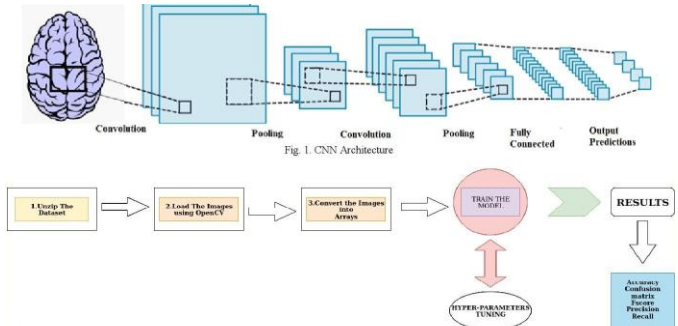 Convolution
Pooling
Convolution
Pooling
Fully
Connected
Output
Predictions
Fig. 1. CNN Architecture
1.Unzip The
Dataset
2.Load The Images
using OpenCV
3.Convert the Images
into
Arrays
TRAIN THE
MODEL
RESULTS
HYPER-PARAMETERS
TUNING
Accuracy
Confusion
matrix
Fscore
Precision
Recall